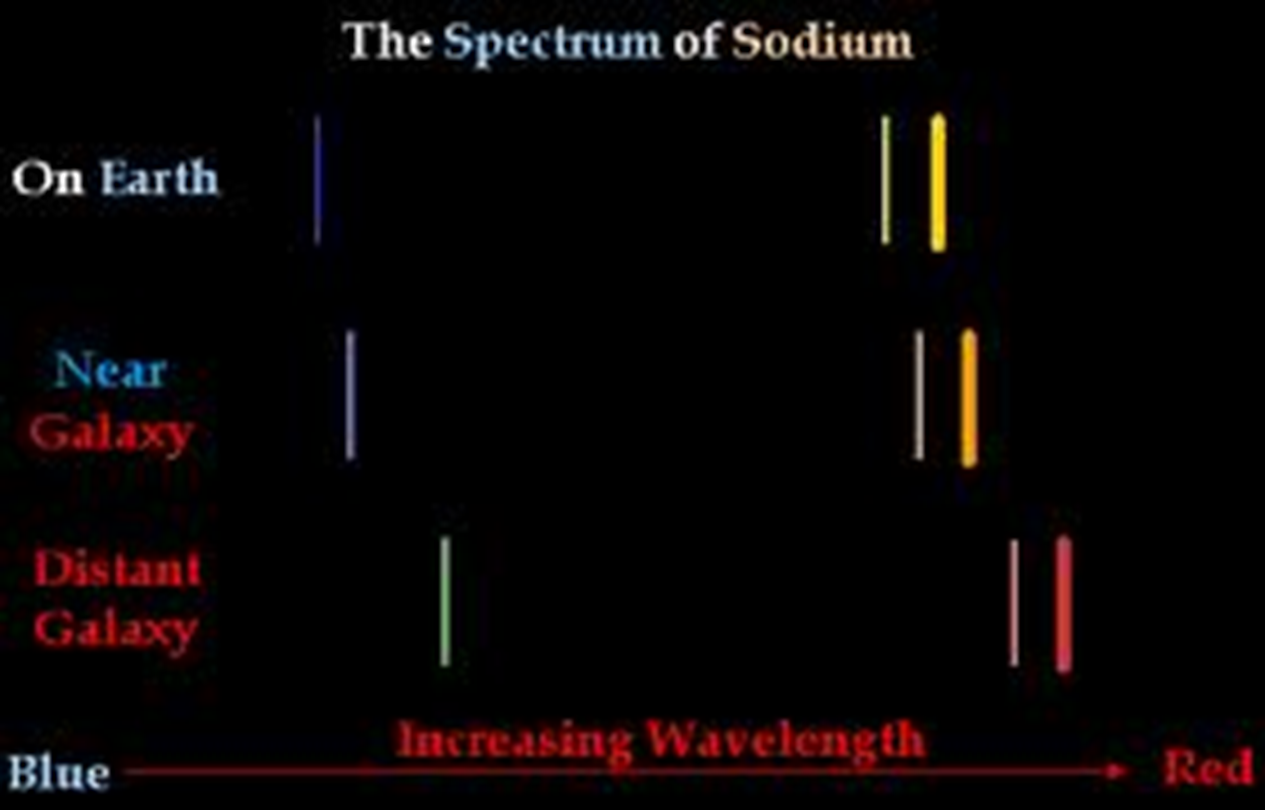 The Spectrum of Sodium
On Earth
Near
Galaxy
Distant
Galaxy
Increasing Wavelength
Blue
Red